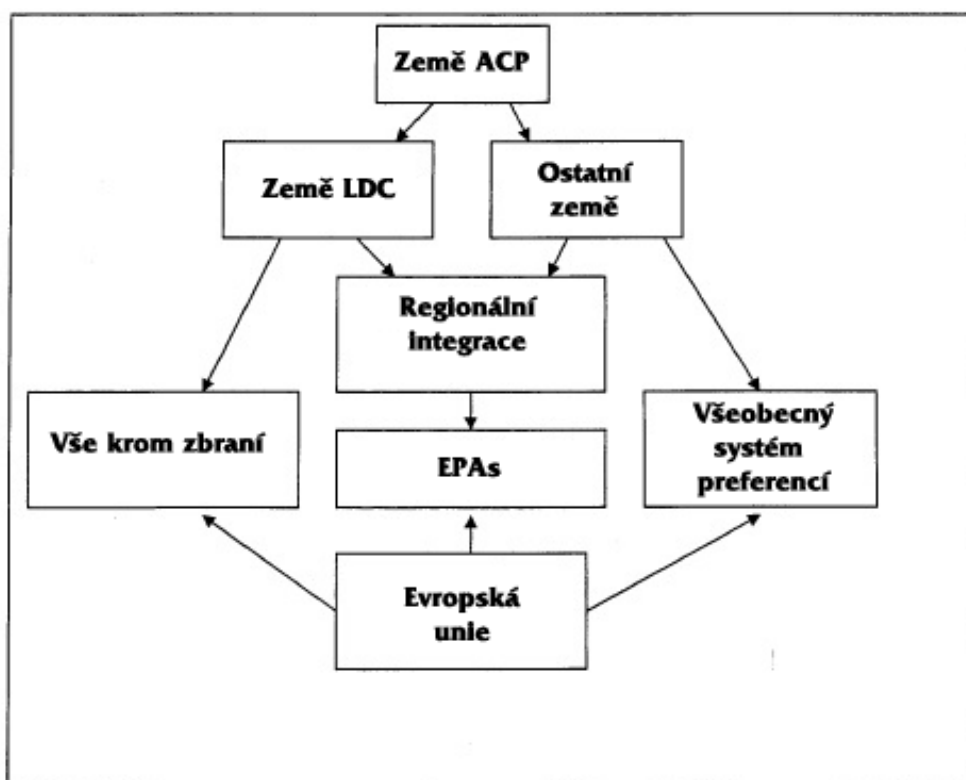 Země ACP
Země LDC
Ostatní
země
Regionální
integrace
Vše krom zbraní
EPAs
Všeobecný
systém
preferencí
Evropská
unie